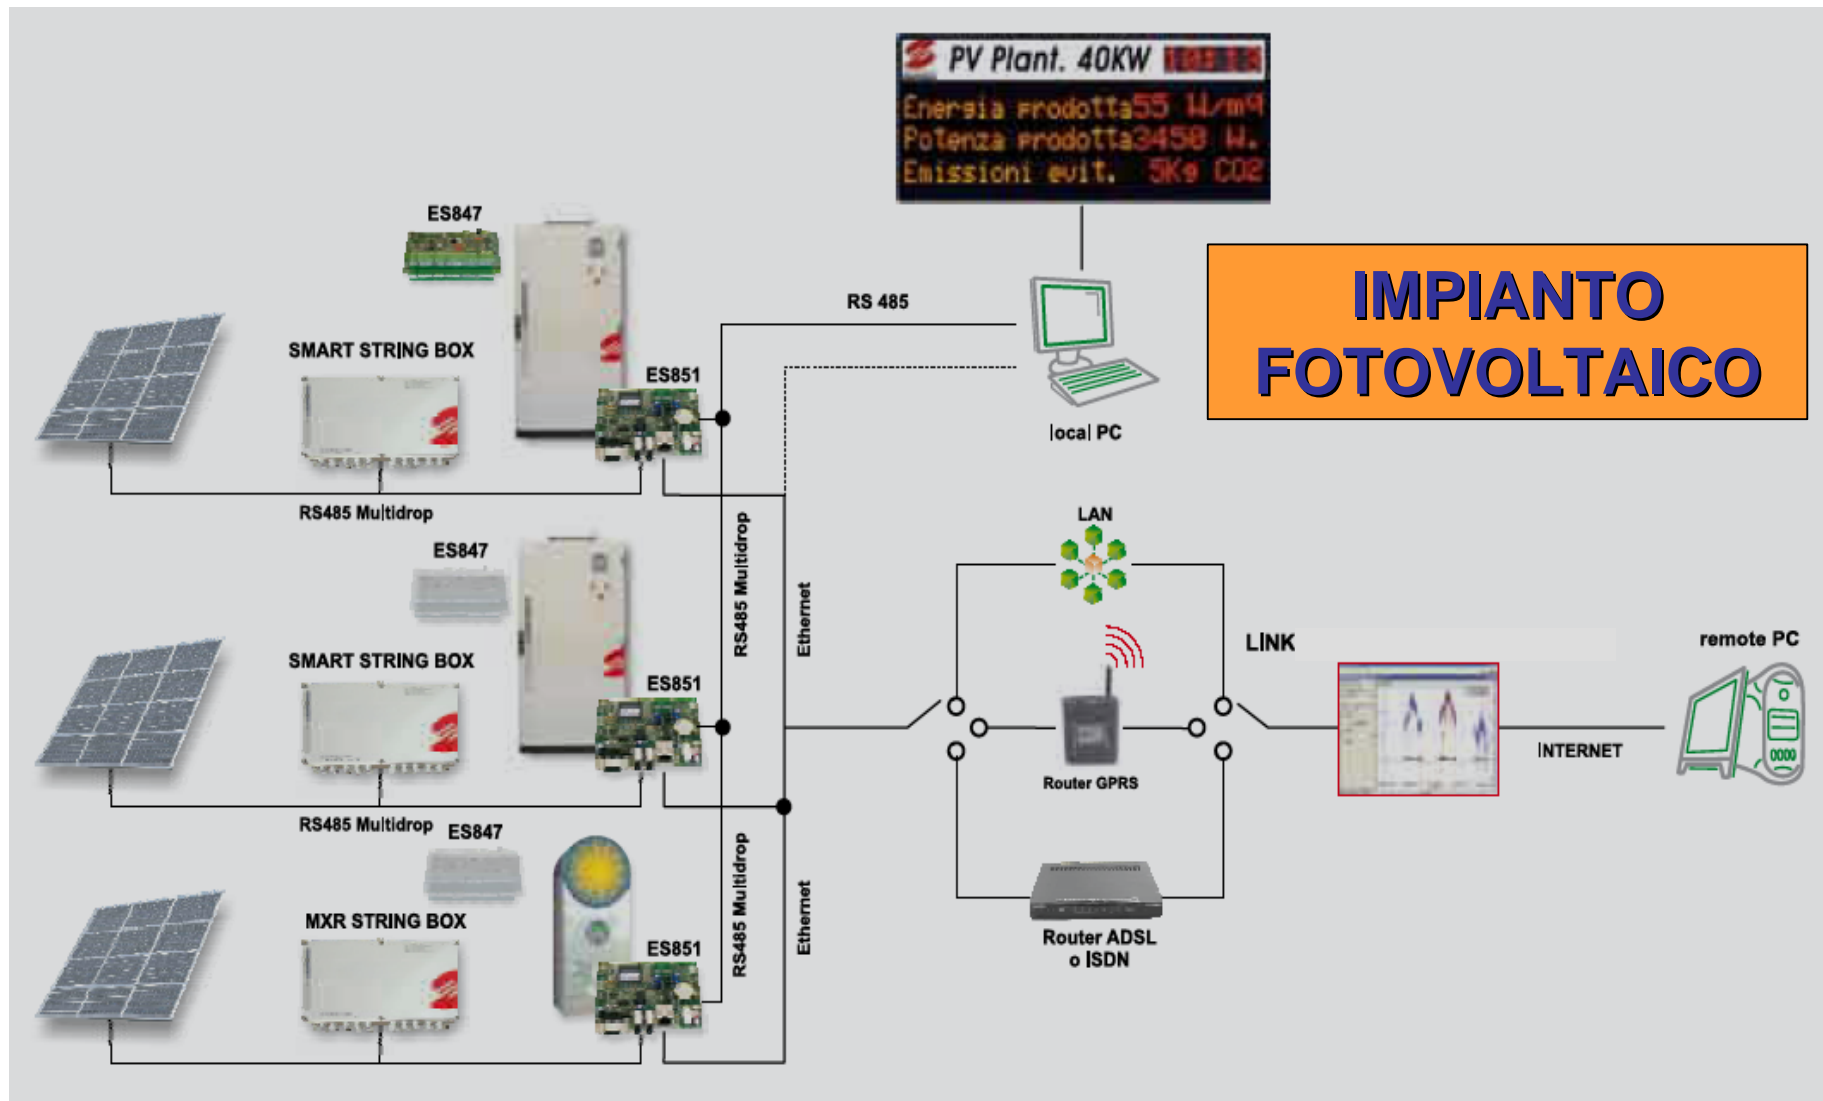 PV Plant. 40KW
Energia prodotta55 W/mq
Potenza prodotta3450 W.
Emissioni evit. 5Kg CO2
IMPIANTO
FOTOVOLTAICO
ES847
SMART STRING BOX
ES851
RS485 Multidrop
RS 485
local PC
ES847
SMART STRING BOX
ES851
RS485 Multidrop
RS485 Multidrop
Ethernet
LAN
Router GPRS
Router ADSL
o ISDN
LINK
INTERNET
remote PC
ES847
MXR STRING BOX
ES851
RS485 Multidrop
Ethernet